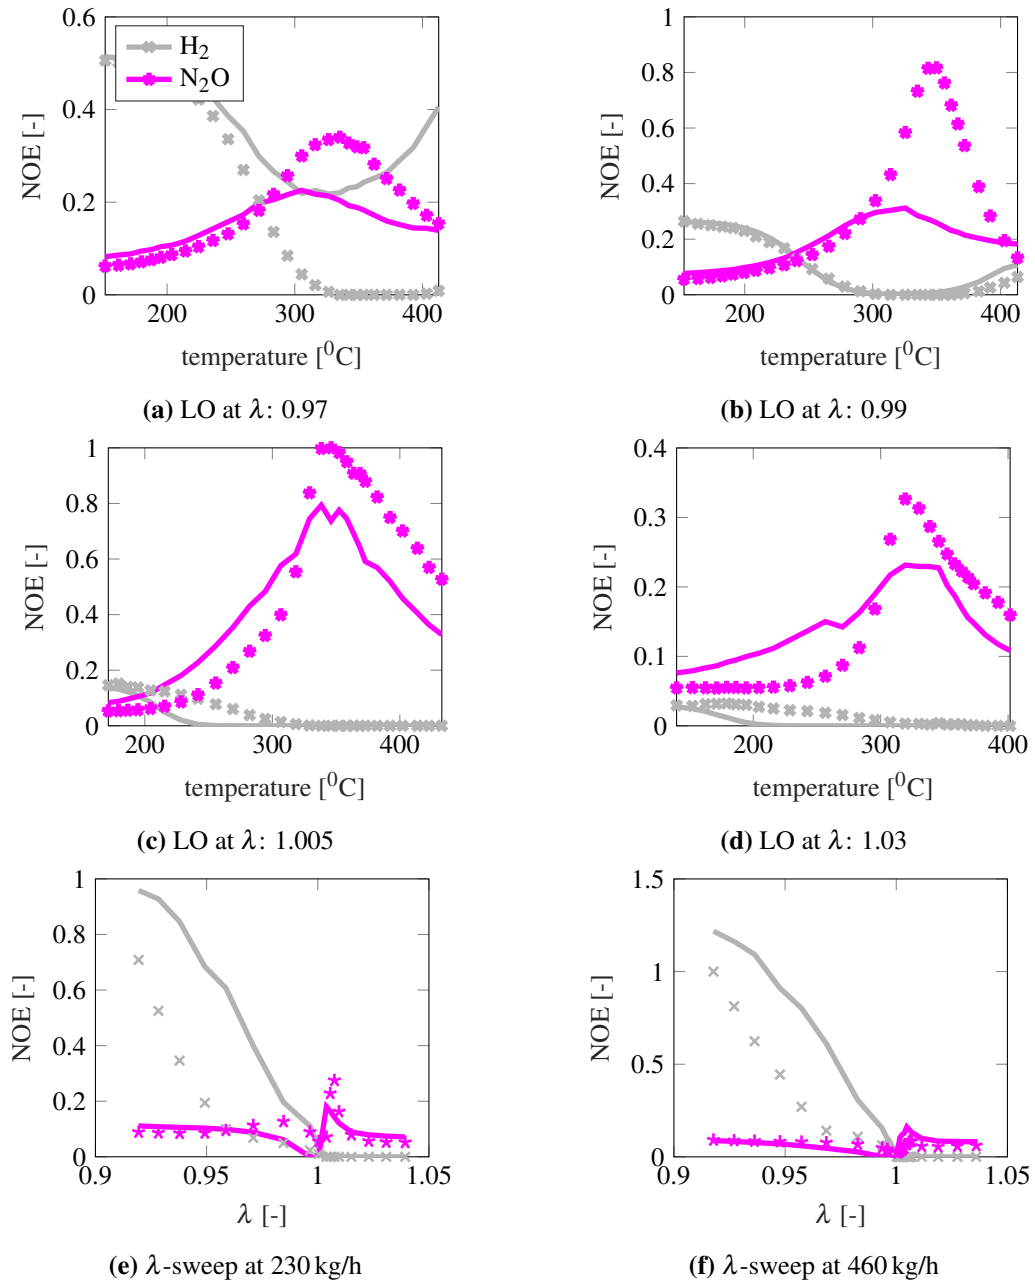 0.6
H2
N2O
0.4
0.2
0
NOE [-]
200
300
400
temperature [0C]
(a) LO at λ: 0.97
1
0.8
0.6
0.4
0.2
0
NOE [-]
200
300
400
temperature [0C]
(b) LO at λ: 0.99
1
0.8
0.6
0.4
0.2
0
NOE [-]
200
300
400
temperature [0C]
(c) LO at λ: 1.005
0.4
0.3
0.2
0.1
0
NOE [-]
200
300
400
temperature [0C]
(d) LO at λ: 1.03
1
0.8
0.6
0.4
0.2
0
NOE [-]
0.9
0.95
1
1.05
λ [-]
(e) λ-sweep at 230 kg/h
1.5
1
0.5
0
NOE [-]
0.9
0.95
1
1.05
λ [-]
(f) λ-sweep at 460 kg/h